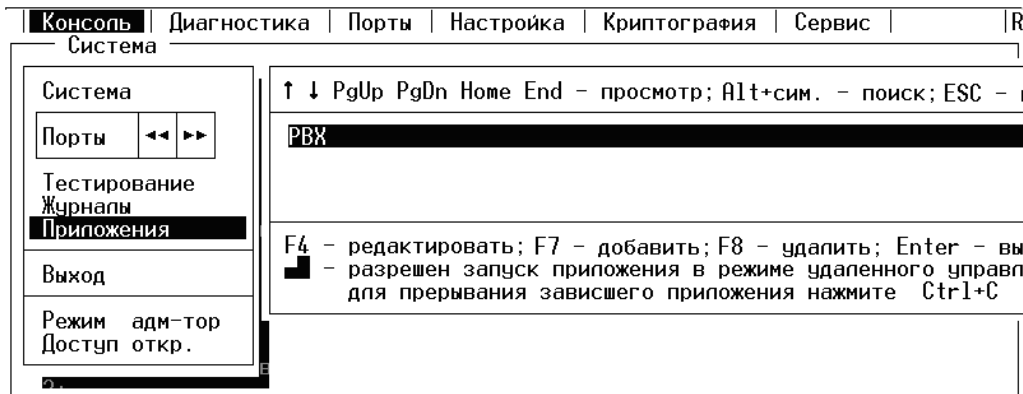 Консоль | Диагностика | Порты | Настройка | Криптография | Сервис |
Система
Система
Порты ◄◄ ►►
Тестирование
Журналы
Приложения
Выход
Режим адм-тор
Доступ откр.
↑ ↓ PgUp PgDn Home End - просмотр; Alt+сим. - поиск; ESC -
PBX
F4 - редактировать; F7 - добавить; F8 - удалить; Enter -
- разрешен запуск приложения в режиме удаленного
для прерывания зависшего приложения нажмите Ctrl+C